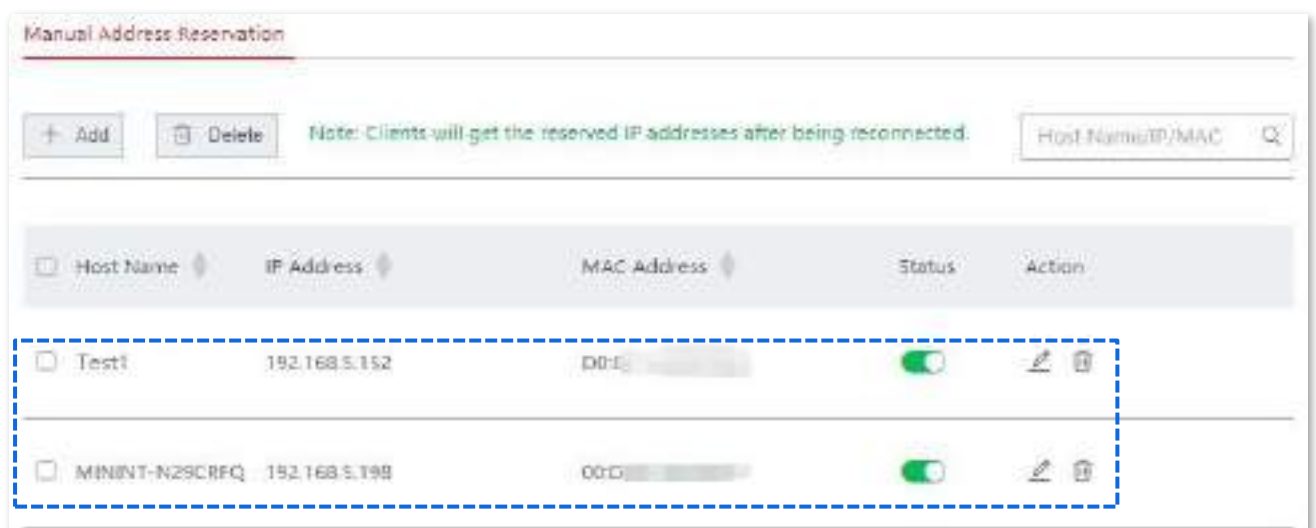 Manual Address Reservation
Add Delete Note: Clients will get the reserved IP addresses after being reconnected. Host Name/IP/MAC
Host Name IP Address MAC Address Status Action
Test1 192.168.5.152 D0:
MININT-N29CRFQ 192.168.5.198 00:D